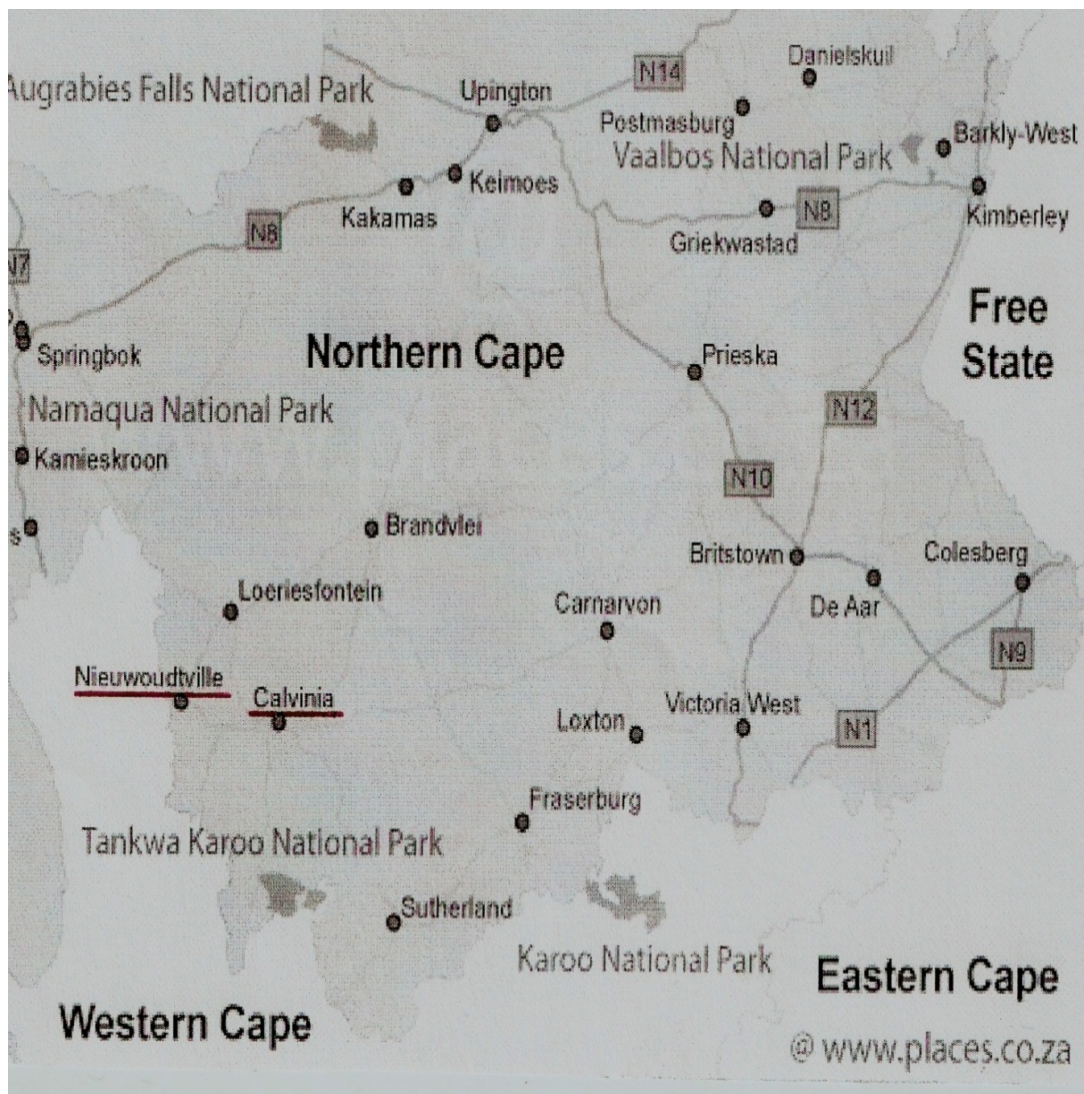 Danielskuil
N14
Augrabies Falls National Park
Upington
Postmasburg
Barkly-West
Vaalbos National Park
Keimoes
Kakamas
N8
N8
Kimberley
Griekwastad
N7
Free
State
Springbok
Northern Cape
Prieska
Namaqua National Park
N12
Kamieskroon
N10
Brandvlei
s
Britstown
Colesberg
Loeriesfontein
Carnarvon
De Aar
N9
Nieuwoudtville
Calvinia
Victoria West
Loxton
N1
Fraserburg
Tankwa Karoo National Park
Sutherland
Karoo National Park
Eastern Cape
Western Cape
@ www.places.co.za